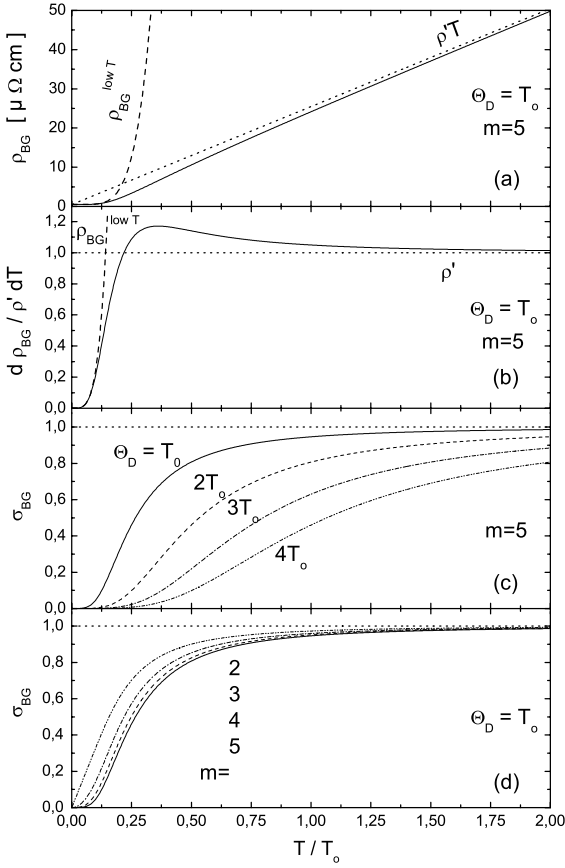 50
40
30
20
10
0
ρ_BG [ μ Ω cm ]
ρ_BG^low T
ρ'T
Θ_D = T_o
m=5
(a)
1,2
1,0
0,8
0,6
0,4
0,2
0,0
d ρ_BG / ρ' dT
ρ_BG^low T
ρ'
Θ_D = T_o
m=5
(b)
1,0
0,8
0,6
0,4
0,2
0,0
σ_BG
Θ_D = T_0
2T_o
3T_o
4T_o
m=5
(c)
1,0
0,8
0,6
0,4
0,2
0,0
σ_BG
2
3
4
5
m=
Θ_D = T_o
(d)
0,00 0,25 0,50 0,75 1,00 1,25 1,50 1,75 2,00
T / T_o